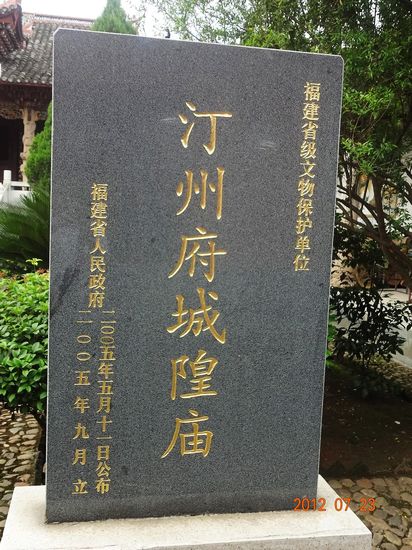 福建省级文物保护单位
汀州府城隍庙
福建省人民政府二〇〇五年五月十一日公布
二〇〇五年九月立
2012 07 23